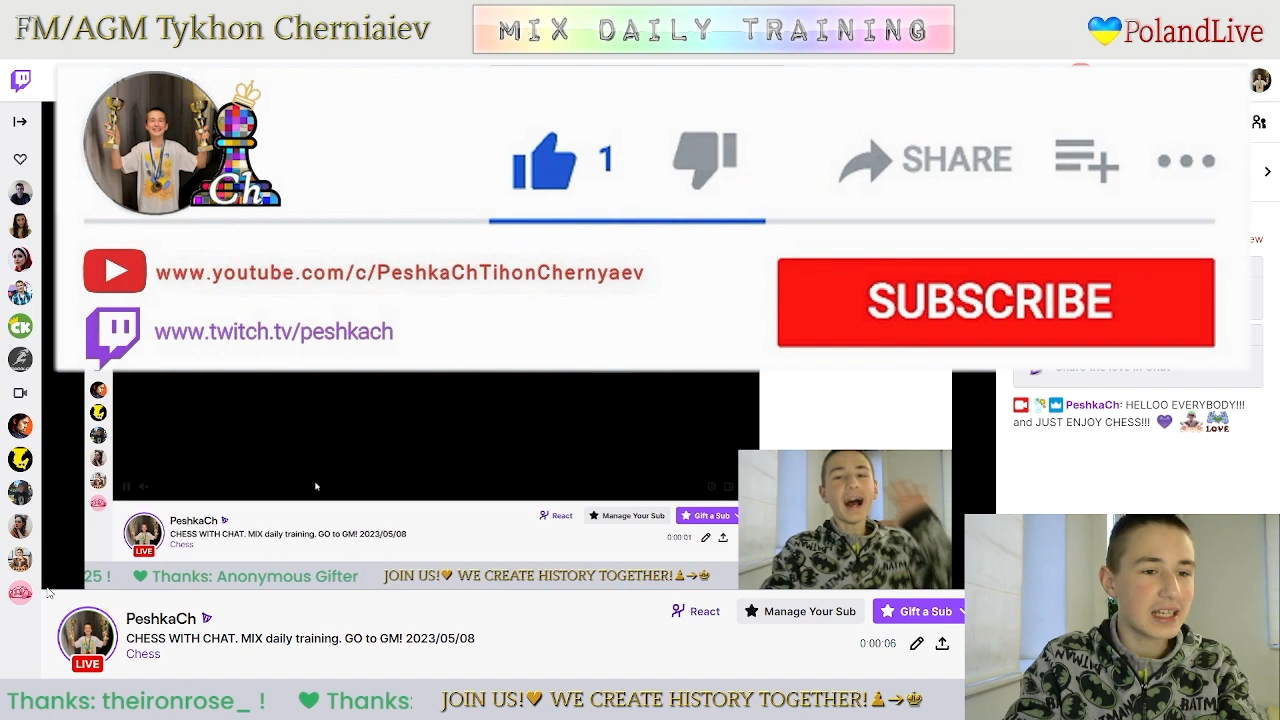 FM/AGM Tykhon Cherniaiev
MIX DAILY TRAINING
PolandLive
Ch
1
SHARE
www.youtube.com/c/PeshkaChTihonChernyaev
SUBSCRIBE
www.twitch.tv/peshkach
PeshkaCh: HELLOO EVERYBODY!!!
and JUST ENJOY CHESS!!!
LOVE
PeshkaCh
React
Manage Your Sub
Gift a Sub
CHESS WITH CHAT. MIX daily training. GO to GM! 2023/05/08
0:00:01
Chess
LIVE
25 !
Thanks: Anonymous Gifter
JOIN US! WE CREATE HISTORY TOGETHER!
PeshkaCh
React
Manage Your Sub
Gift a Sub
CHESS WITH CHAT. MIX daily training. GO to GM! 2023/05/08
0:00:06
Chess
LIVE
Thanks: theironrose_ !
Thanks:
JOIN US! WE CREATE HISTORY TOGETHER!
BATMAN